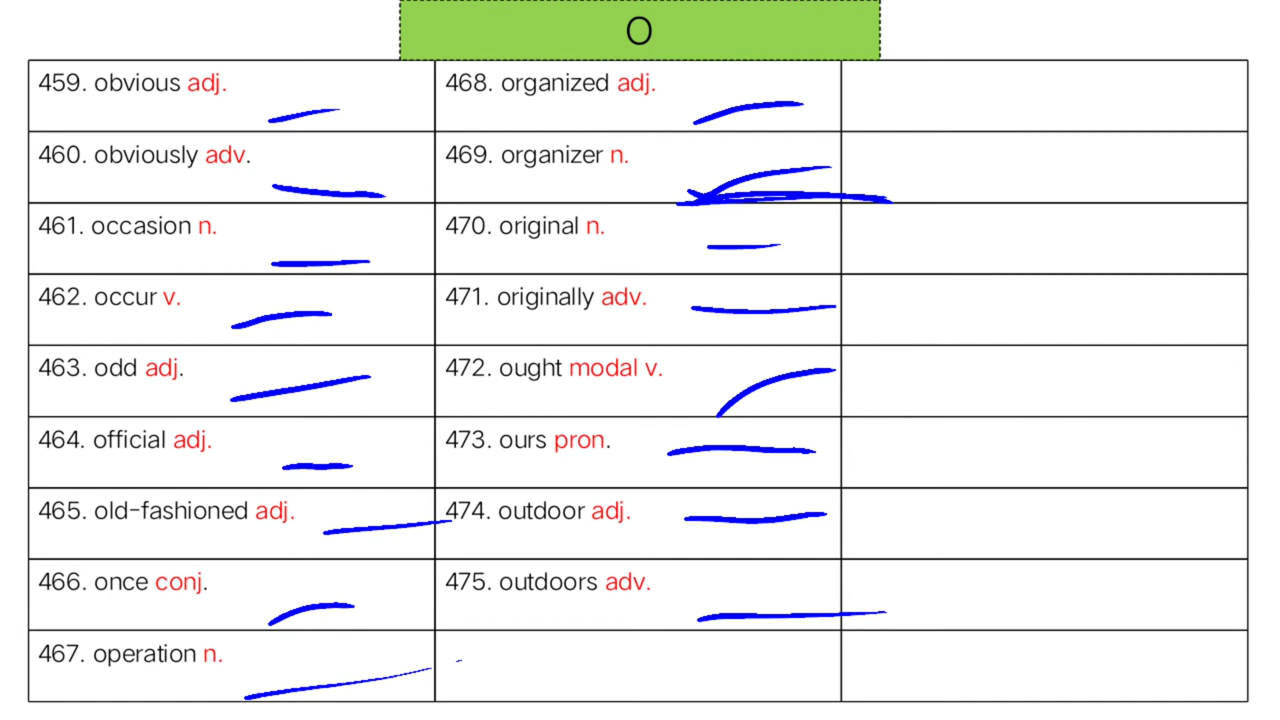 O
459. obvious adj.
460. obviously adv.
461. occasion n.
462. occur v.
463. odd adj.
464. official adj.
465. old-fashioned adj.
466. once conj.
467. operation n.
468. organized adj.
469. organizer n.
470. original n.
471. originally adv.
472. ought modal v.
473. ours pron.
474. outdoor adj.
475. outdoors adv.